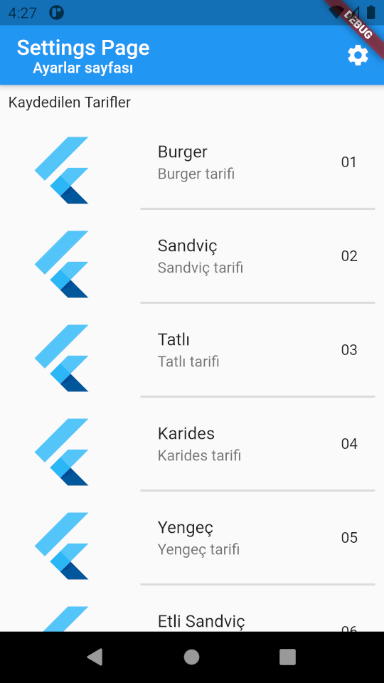 4:27
DEBUG
Settings Page
Ayarlar sayfası
Kaydedilen Tarifler
Burger
Burger tarifi
01
Sandviç
Sandviç tarifi
02
Tatlı
Tatlı tarifi
03
Karides
Karides tarifi
04
Yengeç
Yengeç tarifi
05
Etli Sandviç
06